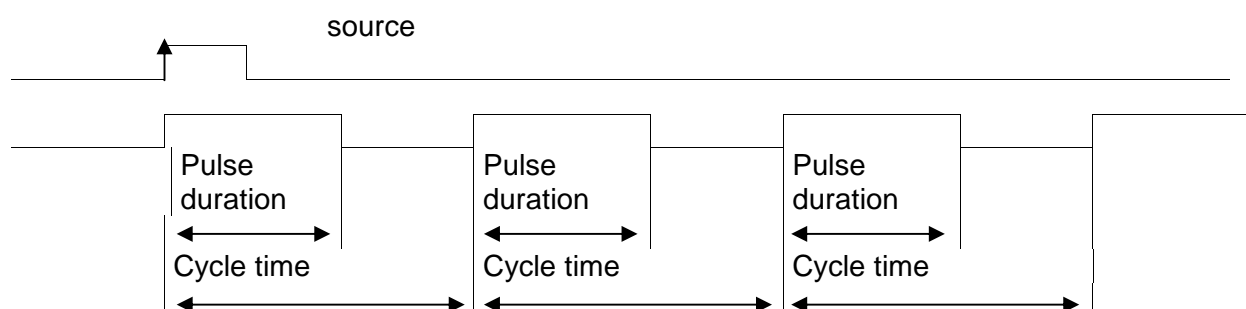 source
Pulse
duration
Pulse
duration
Pulse
duration
Cycle time
Cycle time
Cycle time